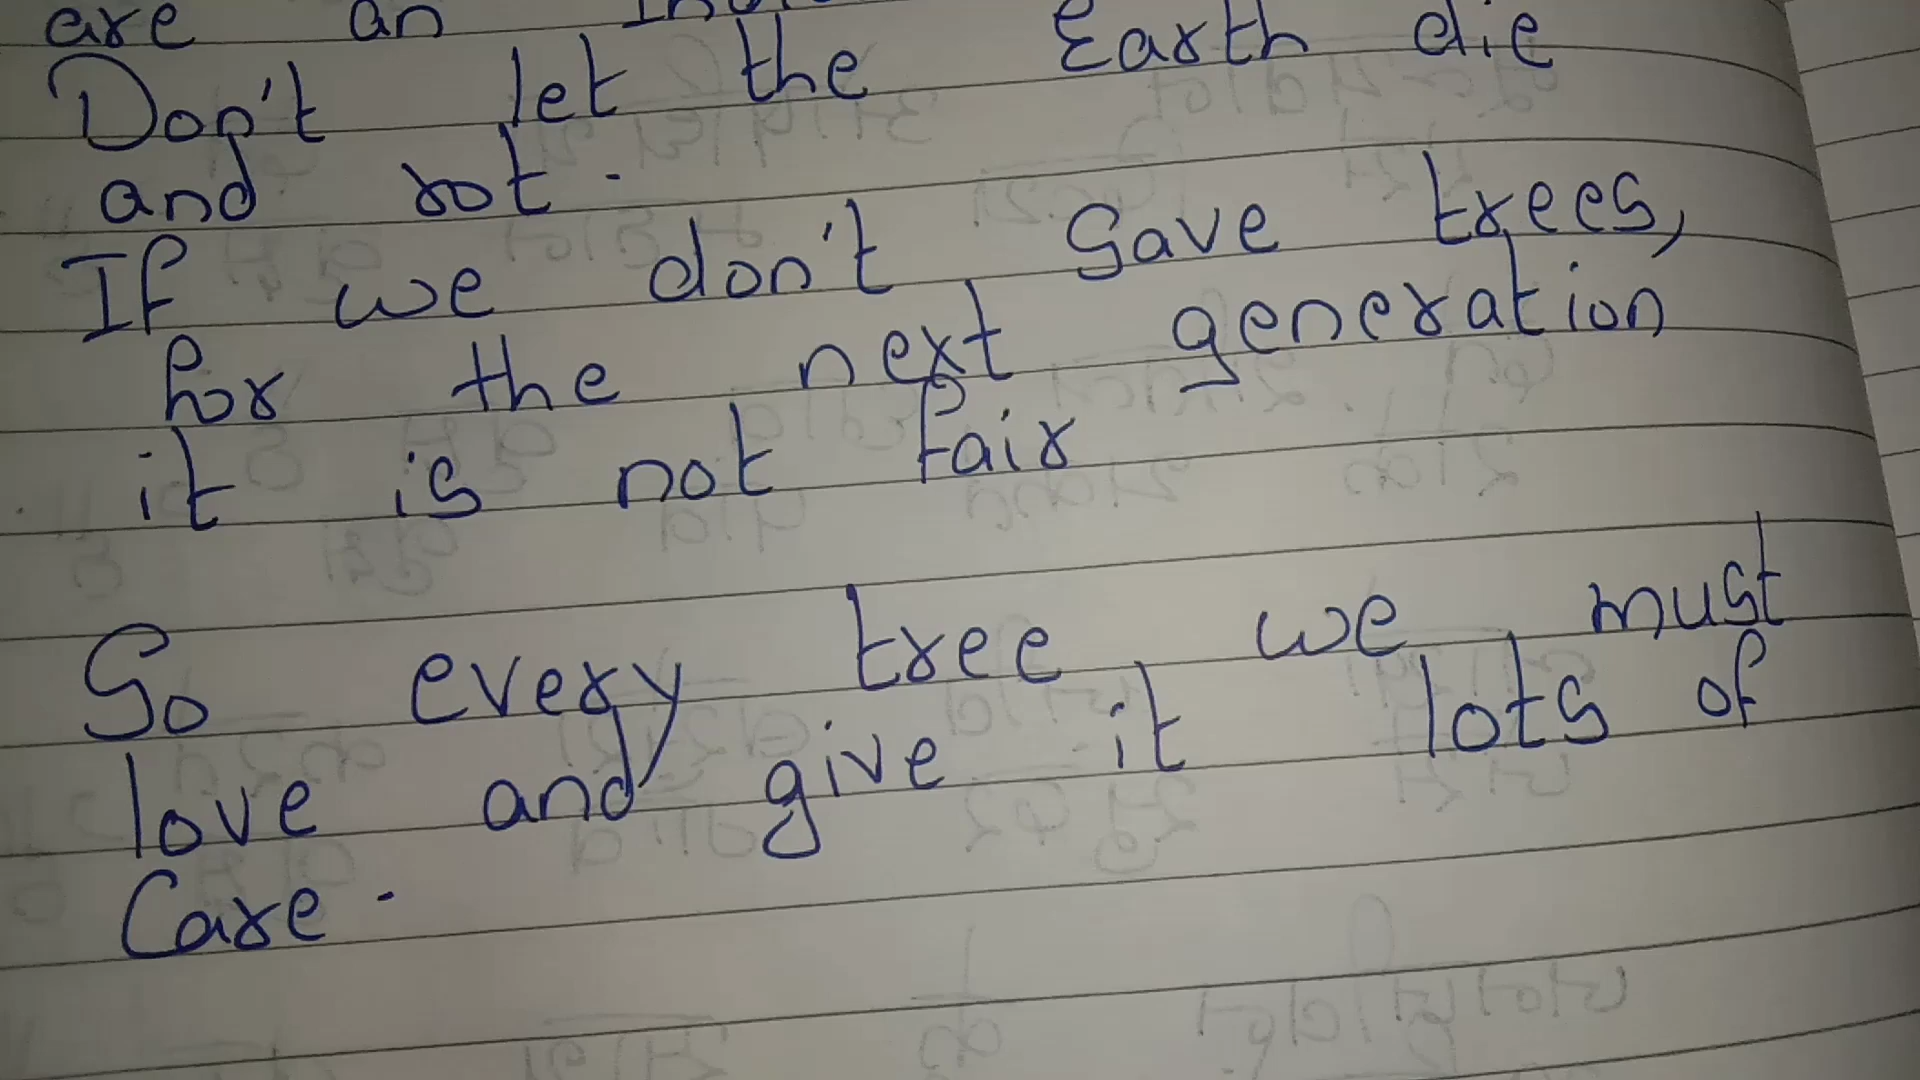 are an
Don't let the Earth die
and rot.
If we don't save trees,
for the next generation
it is not fair
So every tree we must
love and give it lots of
Care.